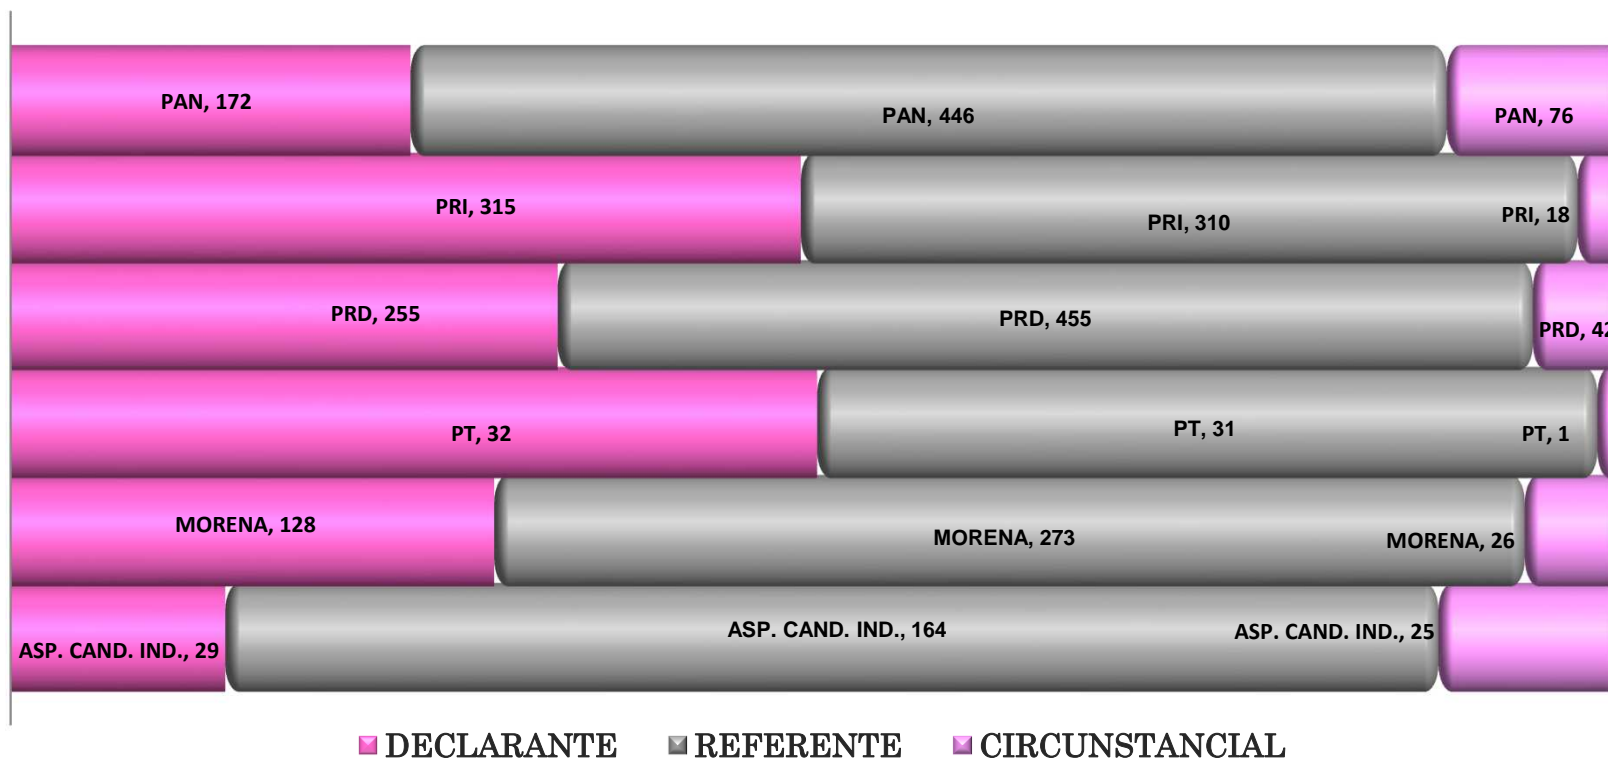 PAN, 172
PAN, 446
PAN, 76
PRI, 315
PRI, 310
PRI, 18
PRD, 255
PRD, 455
PRD, 42
PT, 32
PT, 31
PT, 1
MORENA, 128
MORENA, 273
MORENA, 26
ASP. CAND. IND., 29
ASP. CAND. IND., 164
ASP. CAND. IND., 25
DECLARANTE REFERENTE CIRCUNSTANCIAL